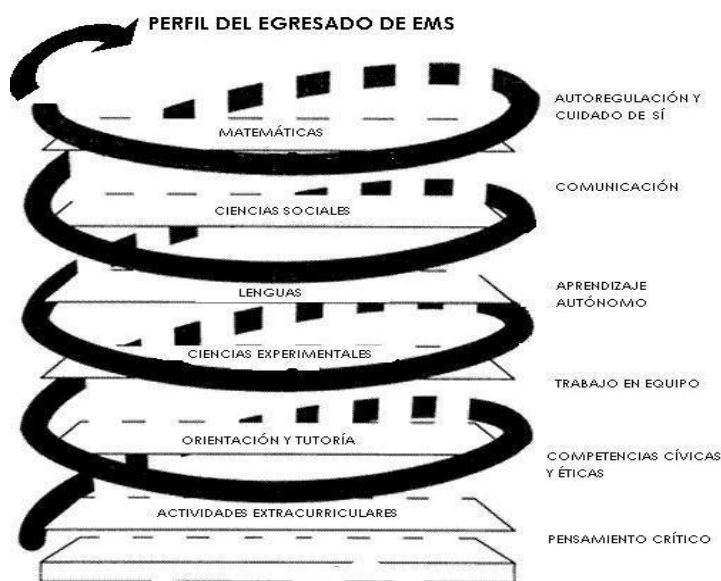 PERFIL DEL EGRESADO DE EMS
AUTOREGULACIÓN Y
CUIDADO DE SÍ
MATEMÁTICAS
COMUNICACIÓN
CIENCIAS SOCIALES
APRENDIZAJE
AUTÓNOMO
LENGUAS
CIENCIAS EXPERIMENTALES
TRABAJO EN EQUIPO
ORIENTACIÓN Y TUTORÍA
COMPETENCIAS CÍVICAS
Y ÉTICAS
ACTIVIDADES EXTRACURRICULARES
PENSAMIENTO CRÍTICO